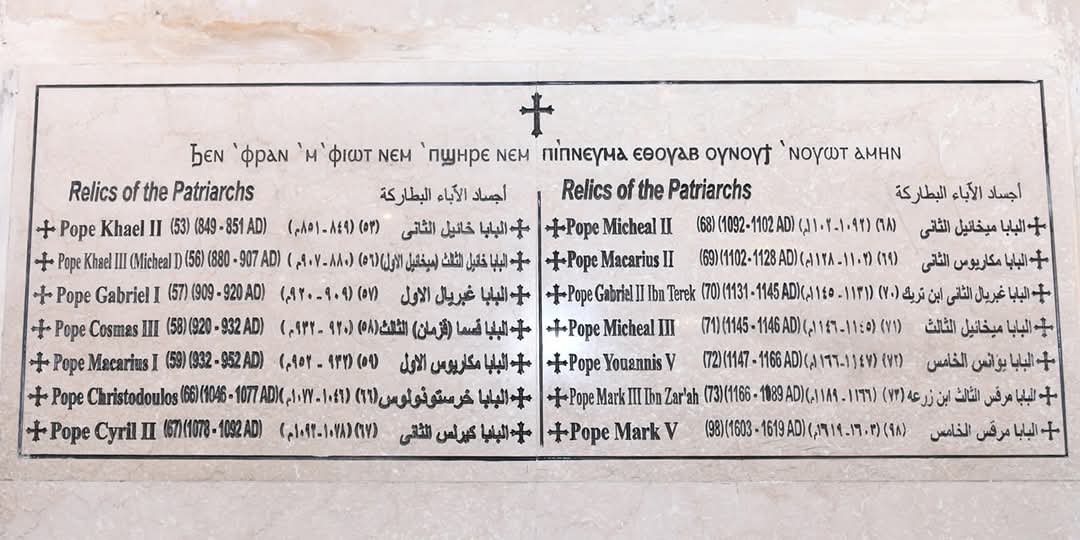 ϧⲉⲛ ̀ⲫⲣⲁⲛ ̀ⲙ ̀ⲫⲓⲱⲧ ⲛⲉⲙ ̀ⲡϣⲏⲣⲉ ⲛⲉⲙ ⲡⲓ̀ⲡⲛⲉⲩⲙⲁ ⲉⲑⲟⲩⲁⲃ ⲟⲩⲛⲟⲩϯ ̀ⲛⲟⲩⲱⲧ ⲁⲙⲏⲛ
Relics of the Patriarchs أجساد الآباء البطاركة
Pope Khael II (53) (849 - 851 AD) البابا خائيل الثانى (٥٣) (٨٤٩ - ٨٥١م)
Pope Khael III (Micheal I) (56) (880 - 907 AD) البابا خائيل الثالث (ميخائيل الاول) (٥٦) (٨٨٠ - ٩٠٧م)
Pope Gabriel I (57) (909 - 920 AD) البابا غبريال الاول (٥٧) (٩٠٩ - ٩٢٠م)
Pope Cosmas III (58) (920 - 932 AD) البابا قسما (قزمان) الثالث (٥٨) (٩٢٠ - ٩٣٢م)
Pope Macarius I (59) (932 - 952 AD) البابا مكاريوس الاول (٥٩) (٩٣٢ - ٩٥٢م)
Pope Christodoulos (66) (1046 - 1077 AD) البابا خرستوذولوس (٦٦) (١٠٤٦ - ١٠٧٧م)
Pope Cyril II (67) (1078 - 1092 AD) البابا كيرلس الثانى (٦٧) (١٠٧٨ - ١٠٩٢م)
Relics of the Patriarchs أجساد الآباء البطاركة
Pope Micheal II (68) (1092 - 1102 AD) البابا ميخائيل الثانى (٦٨) (١٠٩٢ - ١١٠٢م)
Pope Macarius II (69) (1102 - 1128 AD) البابا مكاريوس الثانى (٦٩) (١١٠٢ - ١١٢٨م)
Pope Gabriel II Ibn Terek (70) (1131 - 1145 AD) البابا غبريال الثانى ابن تريك (٧٠) (١١٣١ - ١١٤٥م)
Pope Micheal III (71) (1145 - 1146 AD) البابا ميخائيل الثالث (٧١) (١١٤٥ - ١١٤٦م)
Pope Youannis V (72) (1147 - 1166 AD) البابا يوانس الخامس (٧٢) (١١٤٧ - ١١٦٦م)
Pope Mark III Ibn Zar'ah (73) (1166 - 1189 AD) البابا مرقس الثالث ابن زرعه (٧٣) (١١٦٦ - ١١٨٩م)
Pope Mark V (98) (1603 - 1619 AD) البابا مرقس الخامس (٩٨) (١٦٠٣ - ١٦١٩م)